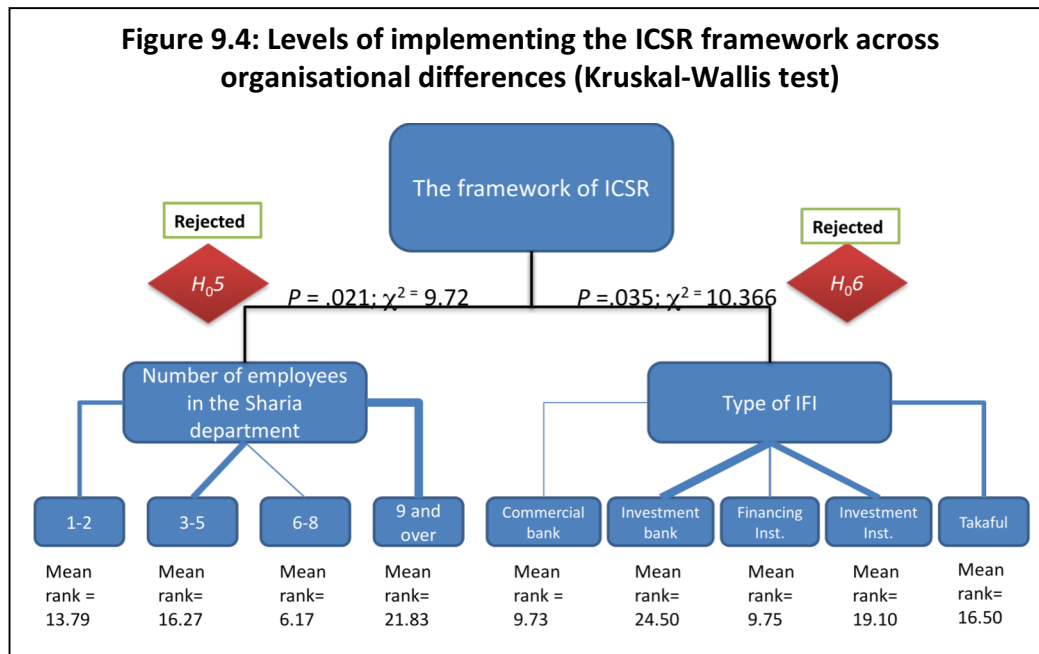 Figure 9.4: Levels of implementing the ICSR framework across
organisational differences (Kruskal-Wallis test)
The framework of ICSR
Rejected
Rejected
H₀5
H₀6
P = .021; χ² = 9.72
P =.035; χ² = 10.366
Number of employees
in the Sharia
department
Type of IFI
1-2
3-5
6-8
9 and
over
Commercial
bank
Investment
bank
Financing
Inst.
Investment
Inst.
Takaful
Mean
rank =
13.79
Mean
rank=
16.27
Mean
rank=
6.17
Mean
rank=
21.83
Mean
rank =
9.73
Mean
rank=
24.50
Mean
rank=
9.75
Mean
rank=
19.10
Mean
rank=
16.50